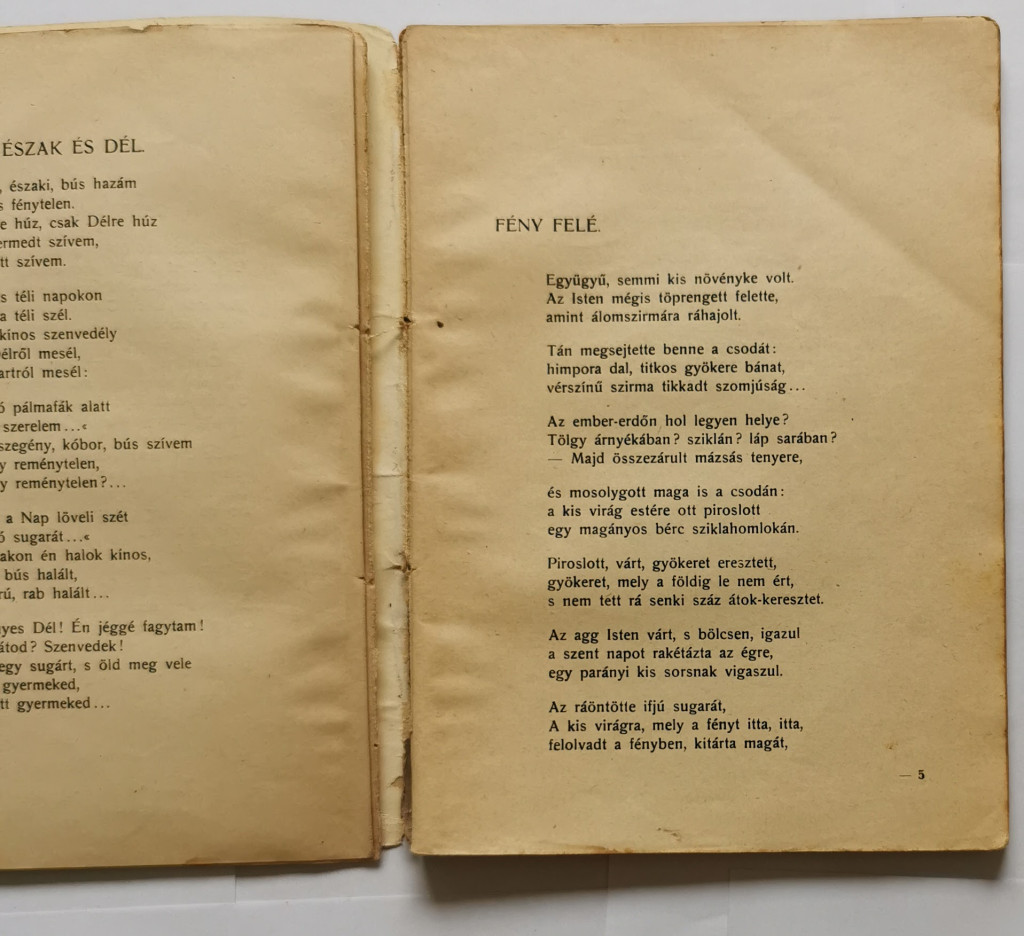 ÉSZAK ÉS DÉL.
, északi, bús hazám
s fénytelen.
e húz, csak Délre húz
ermedt szívem,
tt szívem.
s téli napokon
a téli szél.
kínos szenvedély
élről mesél,
artról mesél:
ó pálmafák alatt
szerelem...«
szegény, kóbor, bús szívem
y reménytelen,
y reménytelen?...
a Nap löveli szét
ó sugarát...«
akon én halok kínos,
bús halált,
rú, rab halált...
yes Dél! Én jéggé fagytam!
átod? Szenvedek!
egy sugárt, s öld meg vele
gyermeked,
tt gyermeked...
FÉNY FELÉ.
Együgyű, semmi kis növényke volt.
Az Isten mégis töprengett felette,
amint álomszirmára ráhajolt.
Tán megsejtette benne a csodát:
himpora dal, titkos gyökere bánat,
vérszínű szirma tikkadt szomjúság...
Az ember-erdőn hol legyen helye?
Tölgy árnyékában? sziklán? láp sarában?
— Majd összezárult mázsás tenyere,
és mosolygott maga is a csodán:
a kis virág estére ott piroslott
egy magányos bérc sziklahomlokán.
Piroslott, várt, gyökeret eresztett,
gyökeret, mely a földig le nem ért,
s nem tett rá senki száz átok-keresztet.
Az agg Isten várt, s bölcsen, igazul
a szent napot rakétázta az égre,
egy parányi kis sorsnak vigaszul.
Az ráöntötte ifjú sugarát,
A kis virágra, mely a fényt itta, itta,
felolvadt a fényben, kitárta magát,
— 5